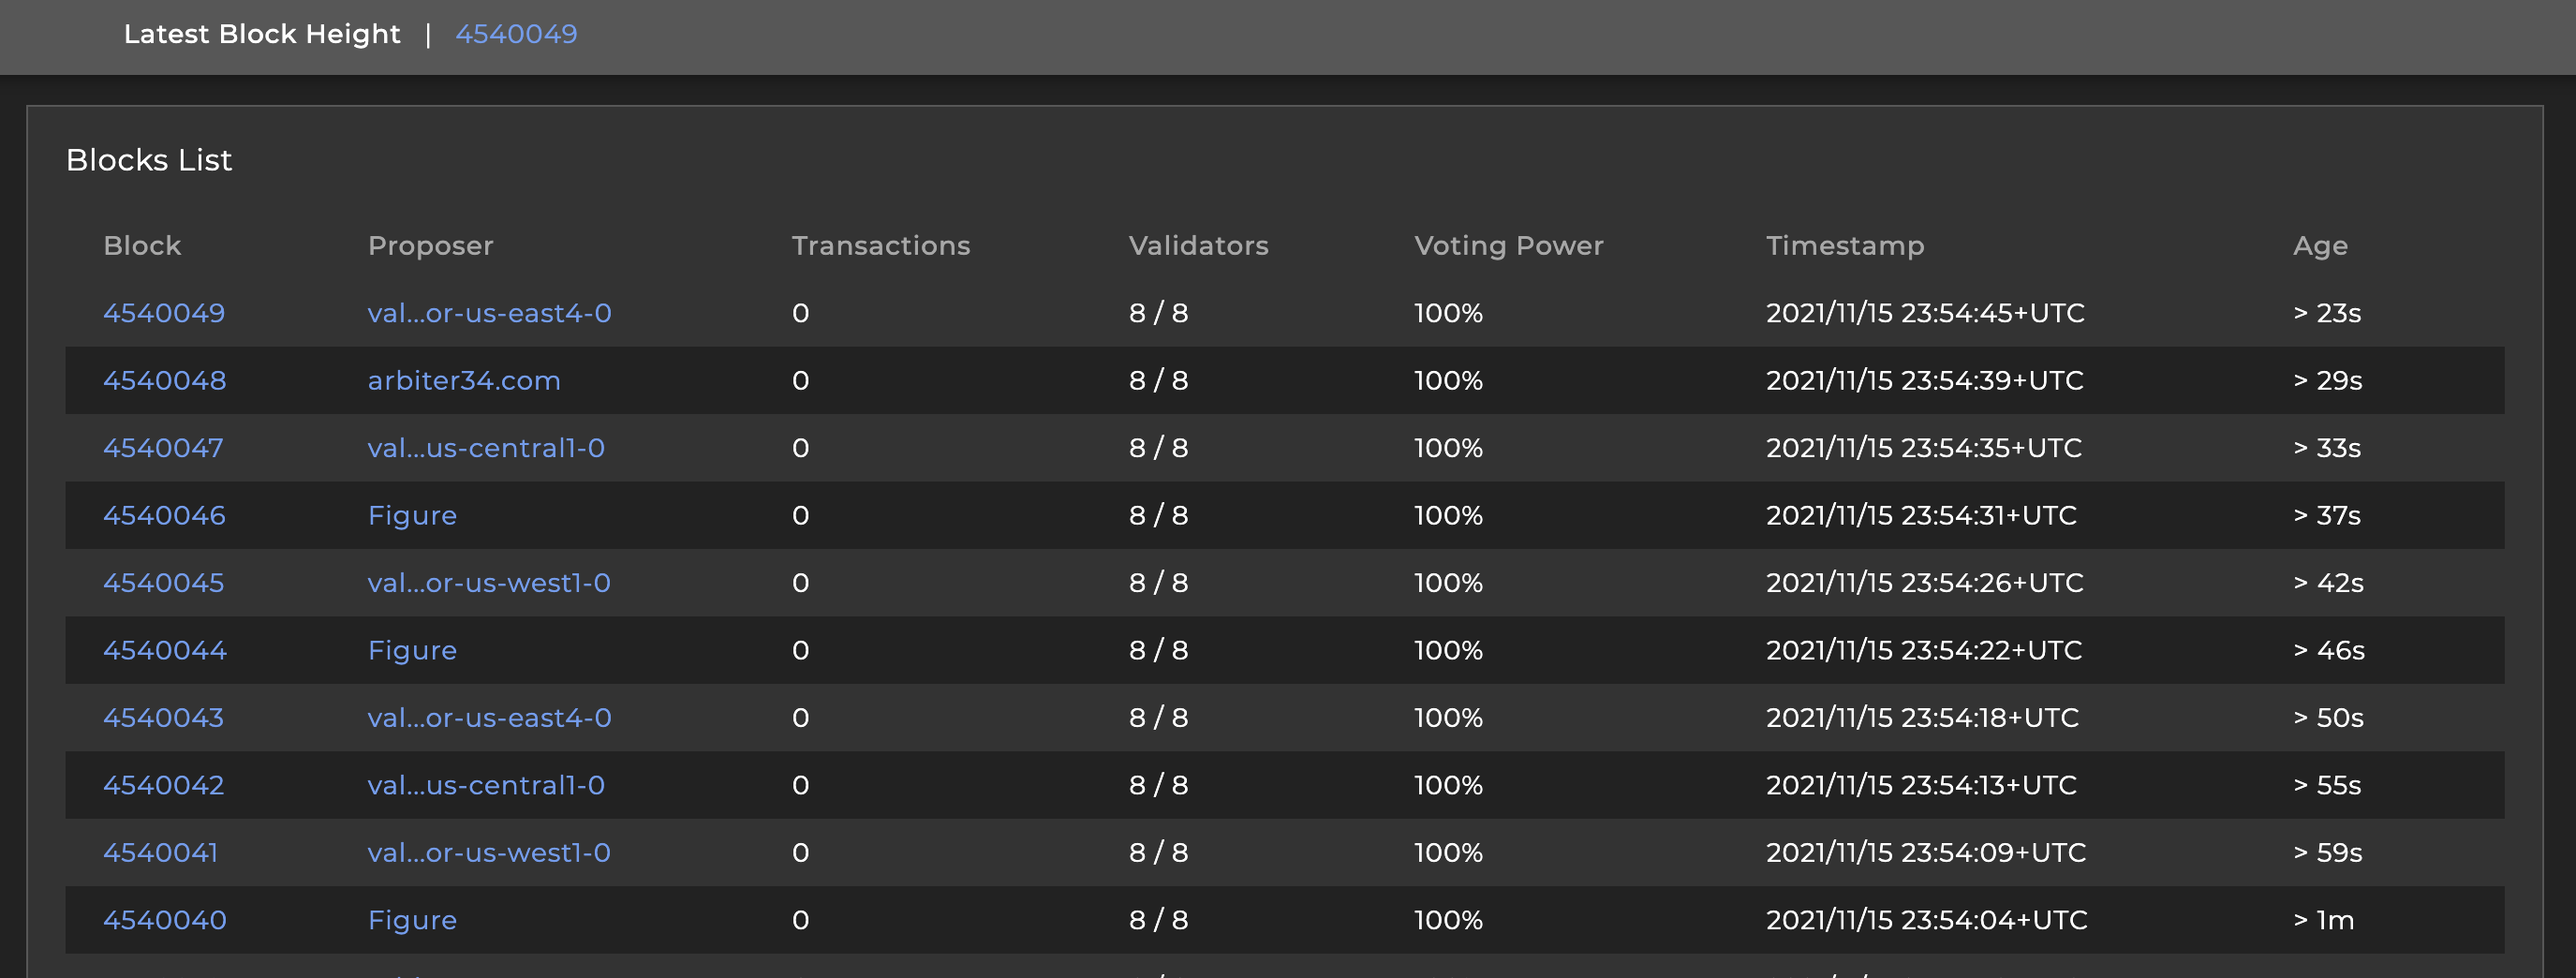 Latest Block Height | 4540049
Blocks List
Block Proposer Transactions Validators Voting Power Timestamp Age
4540049 val...or-us-east4-0 0 8 / 8 100% 2021/11/15 23:54:45+UTC > 23s
4540048 arbiter34.com 0 8 / 8 100% 2021/11/15 23:54:39+UTC > 29s
4540047 val...us-central1-0 0 8 / 8 100% 2021/11/15 23:54:35+UTC > 33s
4540046 Figure 0 8 / 8 100% 2021/11/15 23:54:31+UTC > 37s
4540045 val...or-us-west1-0 0 8 / 8 100% 2021/11/15 23:54:26+UTC > 42s
4540044 Figure 0 8 / 8 100% 2021/11/15 23:54:22+UTC > 46s
4540043 val...or-us-east4-0 0 8 / 8 100% 2021/11/15 23:54:18+UTC > 50s
4540042 val...us-central1-0 0 8 / 8 100% 2021/11/15 23:54:13+UTC > 55s
4540041 val...or-us-west1-0 0 8 / 8 100% 2021/11/15 23:54:09+UTC > 59s
4540040 Figure 0 8 / 8 100% 2021/11/15 23:54:04+UTC > 1m